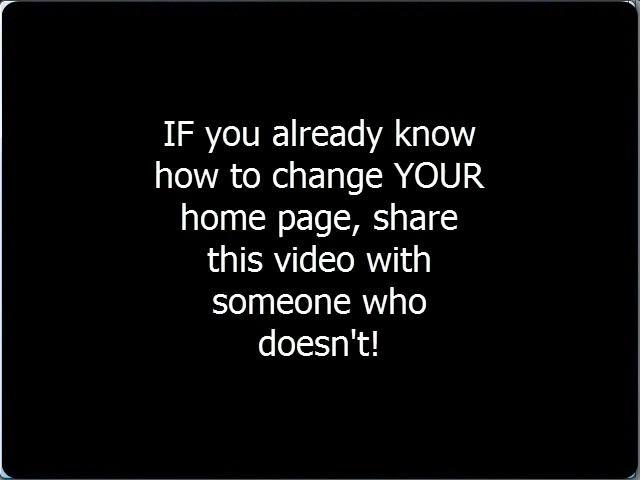 IF you already know
how to change YOUR
home page, share
this video with
someone who
doesn't!